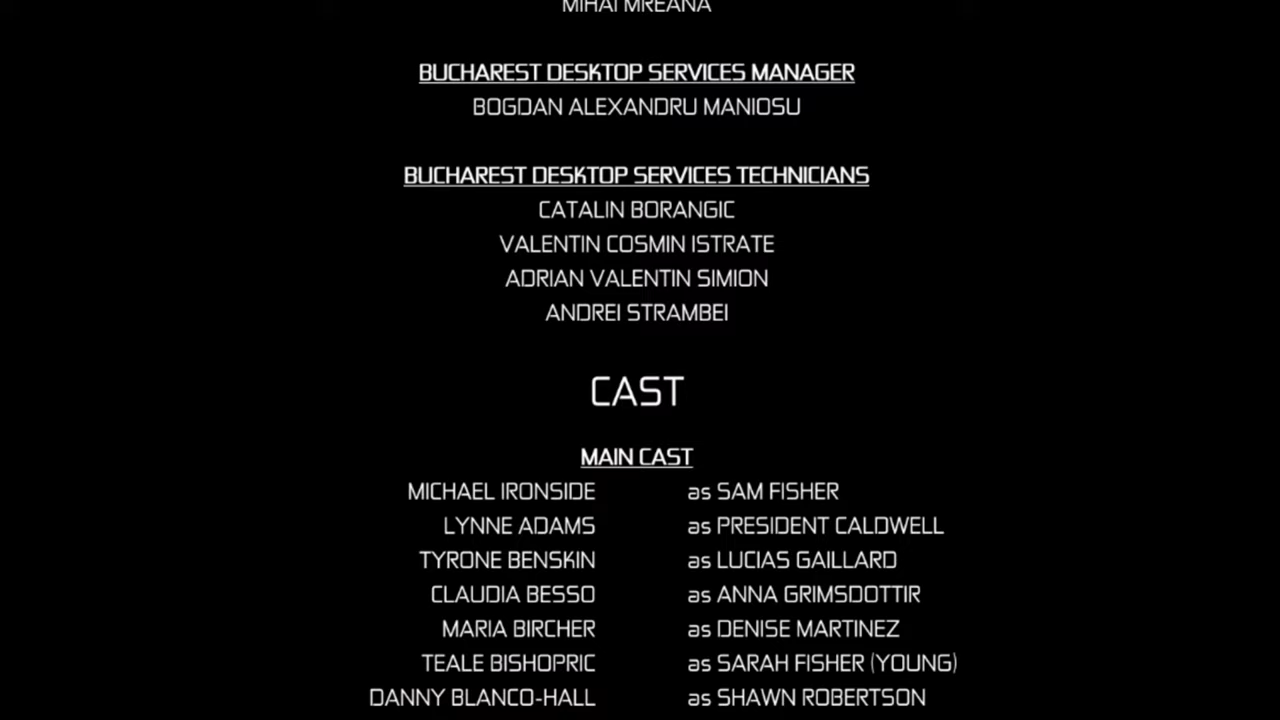 MIHAI MREANA
BUCHAREST DESKTOP SERVICES MANAGER
BOGDAN ALEXANDRU MANIOSU
BUCHAREST DESKTOP SERVICES TECHNICIANS
CATALIN BORANGIC
VALENTIN COSMIN ISTRATE
ADRIAN VALENTIN SIMION
ANDREI STRAMBEI
CAST
MAIN CAST
MICHAEL IRONSIDE as SAM FISHER
LYNNE ADAMS as PRESIDENT CALDWELL
TYRONE BENSKIN as LUCIAS GAILLARD
CLAUDIA BESSO as ANNA GRIMSDOTTIR
MARIA BIRCHER as DENISE MARTINEZ
TEALE BISHOPRIC as SARAH FISHER (YOUNG)
DANNY BLANCO-HALL as SHAWN ROBERTSON